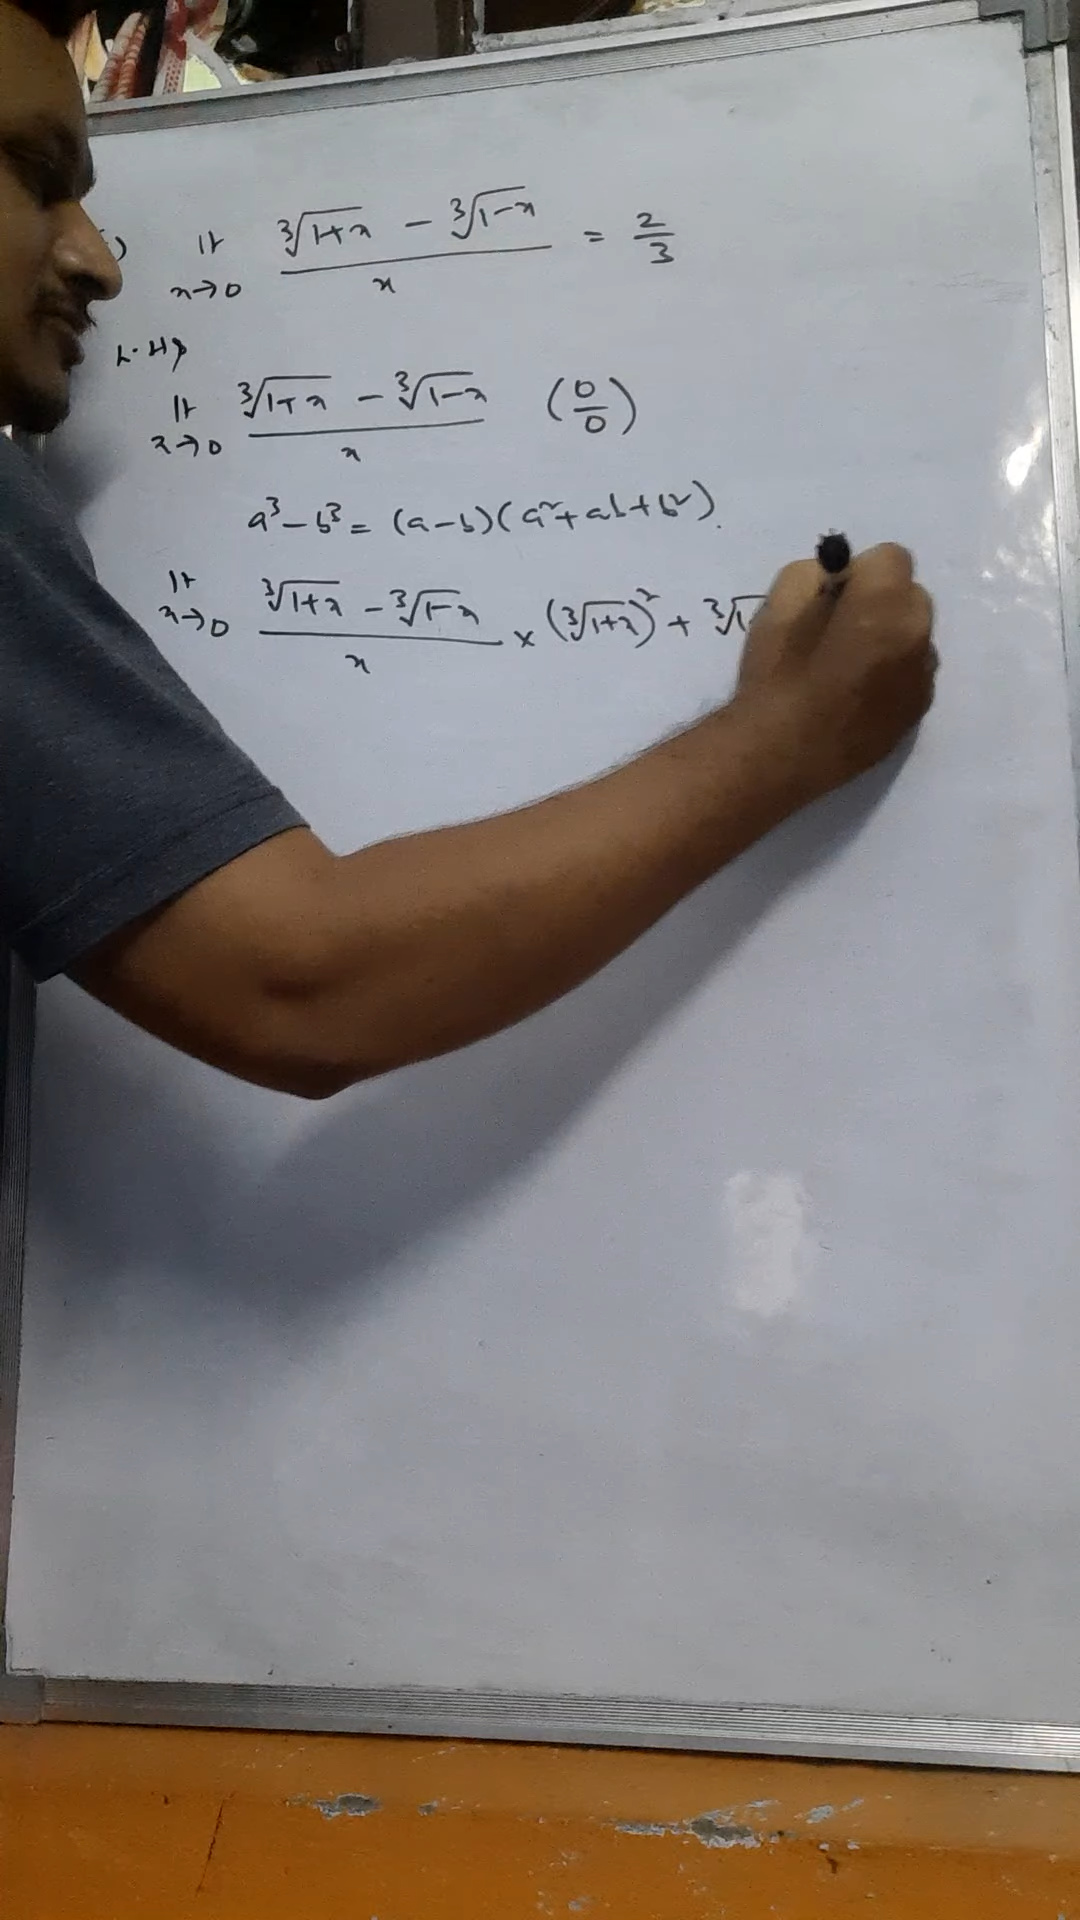 ) lt x→0 (∛(1+x) - ∛(1-x))/x = 2/3
L.H.S
lt x→0 (∛(1+x) - ∛(1-x))/x (0/0)
a³ - b³ = (a-b)(a²+ab+b²).
lt x→0 (∛(1+x) - ∛(1-x))/x × (∛(1+x))² + ∛1